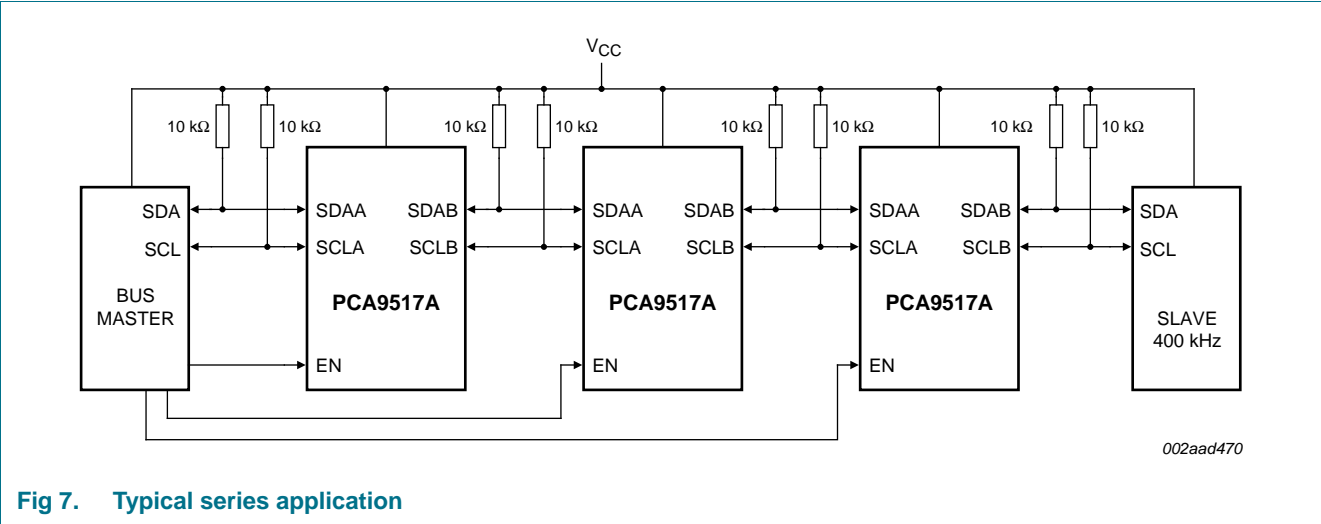 VCC
10 kΩ 10 kΩ 10 kΩ 10 kΩ 10 kΩ 10 kΩ 10 kΩ 10 kΩ
SDA SDAA SDAB SDAA SDAB SDAA SDAB SDA
SCL SCLA SCLB SCLA SCLB SCLA SCLB SCL
BUS
MASTER
PCA9517A PCA9517A PCA9517A
SLAVE
400 kHz
EN EN EN
002aad470
Fig 7. Typical series application